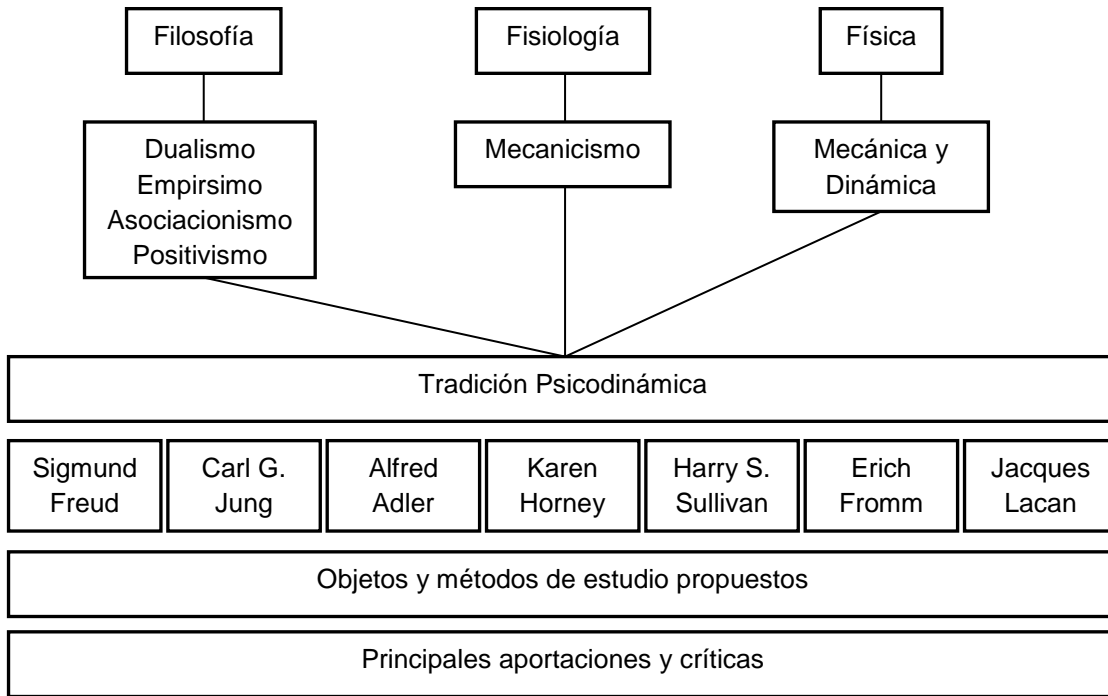 Filosofía
Fisiología
Física
Dualismo
Empirsimo
Asociacionismo
Positivismo
Mecanicismo
Mecánica y
Dinámica
Tradición Psicodinámica
Sigmund
Freud
Carl G.
Jung
Alfred
Adler
Karen
Horney
Harry S.
Sullivan
Erich
Fromm
Jacques
Lacan
Objetos y métodos de estudio propuestos
Principales aportaciones y críticas